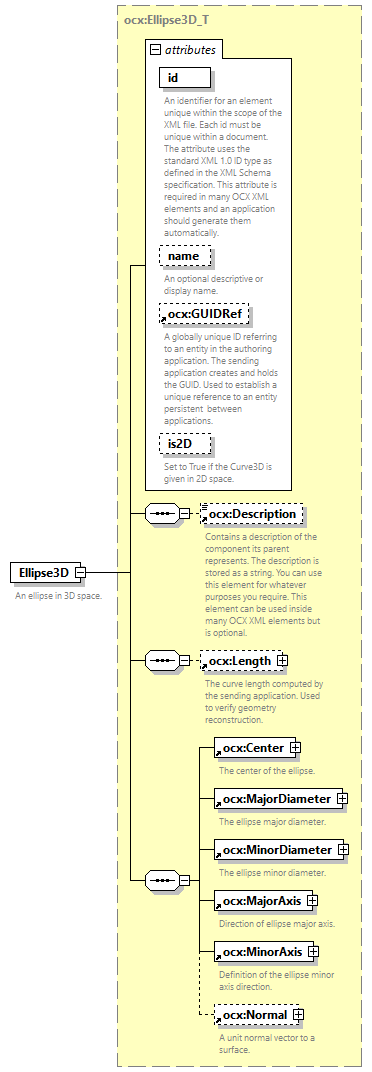 ocx:Ellipse3D_T
attributes
id
An identifier for an element
unique within the scope of the
XML file. Each id must be
unique within a document.
The attribute uses the
standard XML 1.0 ID type as
defined in the XML Schema
specification. This attribute is
required in many OCX XML
elements and an application
should generate them
automatically.
name
An optional descriptive or
display name.
ocx:GUIDRef
A globally unique ID referring
to an entity in the authoring
application. The sending
application creates and holds
the GUID. Used to establish a
unique reference to an entity
persistent between
applications.
is2D
Set to True if the Curve3D is
given in 2D space.
ocx:Description
Contains a description of the
component its parent
represents. The description is
stored as a string. You can use
this element for whatever
purposes you require. This
element can be used inside
many OCX XML elements but
is optional.
Ellipse3D
An ellipse in 3D space.
ocx:Length
The curve length computed by
the sending application. Used
to verify geometry
reconstruction.
ocx:Center
The center of the ellipse.
ocx:MajorDiameter
The ellipse major diameter.
ocx:MinorDiameter
The ellipse minor diameter.
ocx:MajorAxis
Direction of ellipse major axis.
ocx:MinorAxis
Definition of the ellipse minor
axis direction.
ocx:Normal
A unit normal vector to a
surface.